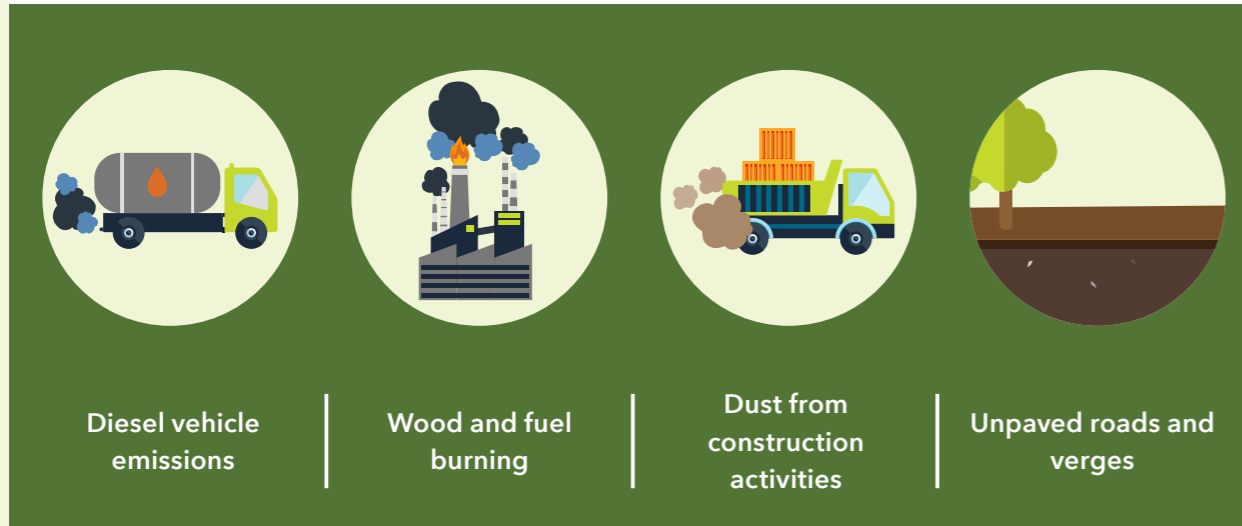 Diesel vehicle
emissions
Wood and fuel
burning
Dust from
construction
activities
Unpaved roads and
verges